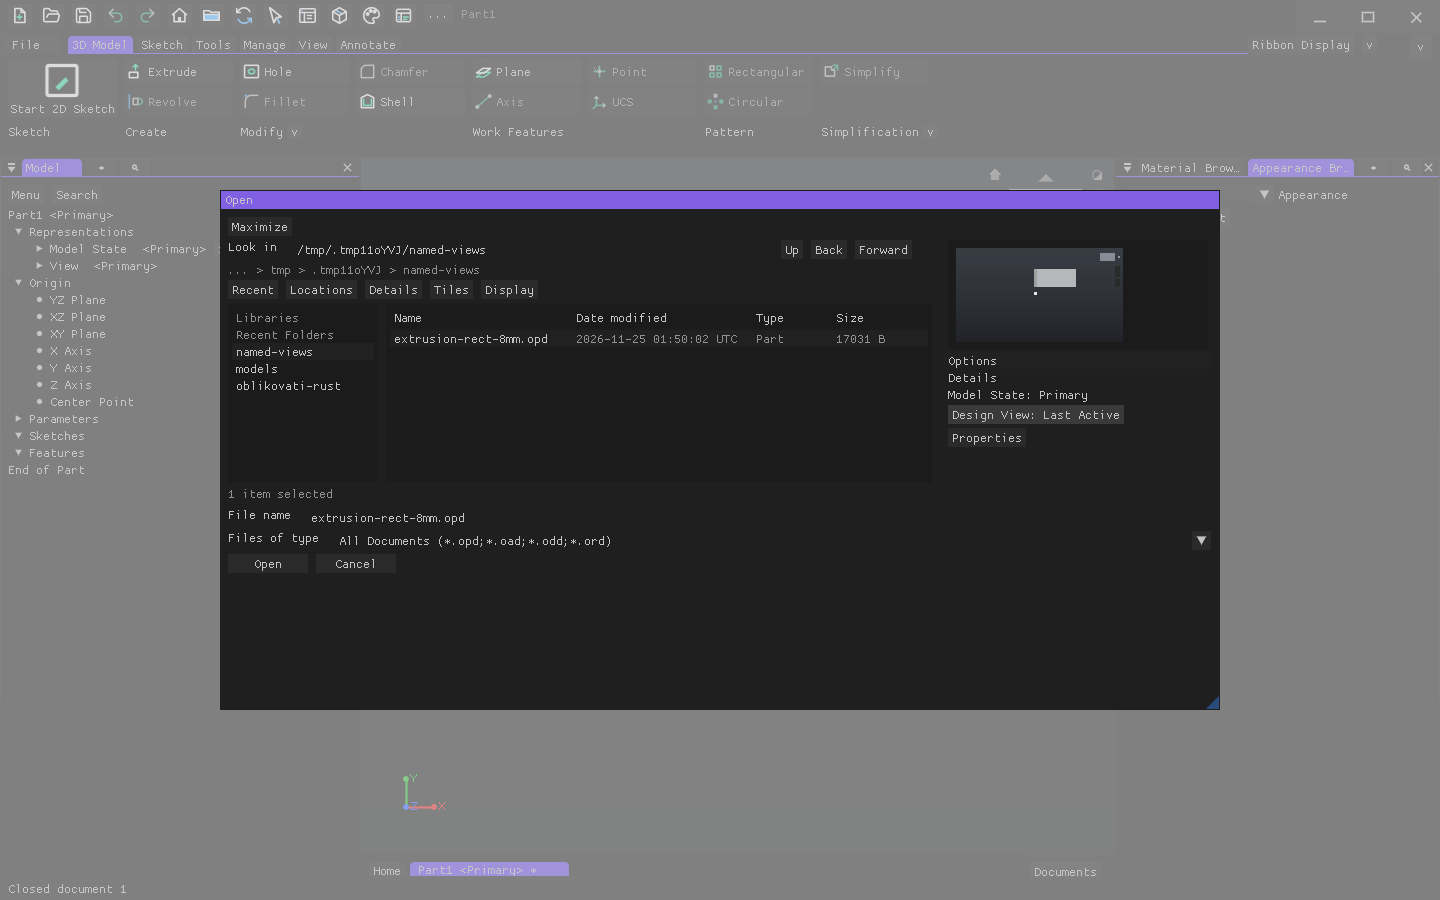 ... Part1
File 3D Model Sketch Tools Manage View Annotate Ribbon Display v v
Extrude Hole Chamfer Plane Point Rectangular Simplify
Start 2D Sketch Revolve Fillet Shell Axis UCS Circular
Sketch Create Modify v Work Features Pattern Simplification v
Model Material Brow... Appearance Br...
Menu Search Appearance
Part1 <Primary>
Representations
Model State <Primary>
View <Primary>
Origin
YZ Plane
XZ Plane
XY Plane
X Axis
Y Axis
Z Axis
Center Point
Parameters
Sketches
Features
End of Part
Open
Maximize
Look in /tmp/.tmp11oYVJ/named-views Up Back Forward
... > tmp > .tmp11oYVJ > named-views
Recent Locations Details Tiles Display
Libraries
Recent Folders
named-views
models
oblikovati-rust
Name Date modified Type Size
extrusion-rect-8mm.opd 2026-11-25 01:50:02 UTC Part 17031 B
Options
Details
Model State: Primary
Design View: Last Active
Properties
1 item selected
File name extrusion-rect-8mm.opd
Files of type All Documents (*.opd;*.oad;*.odd;*.ord)
Open Cancel
Y
Z X
Home Part1 <Primary> * Documents
Closed document 1